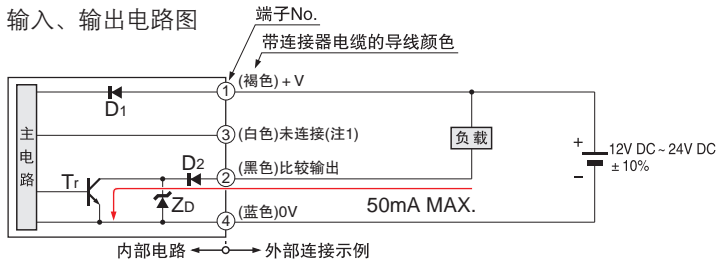 输入、输出电路图
端子No.
带连接器电缆的导线颜色
主电路
D1
Tr
D2
ZD
1 (褐色)+V
3 (白色)未连接(注1)
2 (黑色)比较输出
4 (蓝色)0V
负载
50mA MAX.
+
12V DC~24V DC
±10%
−
内部电路
外部连接示例